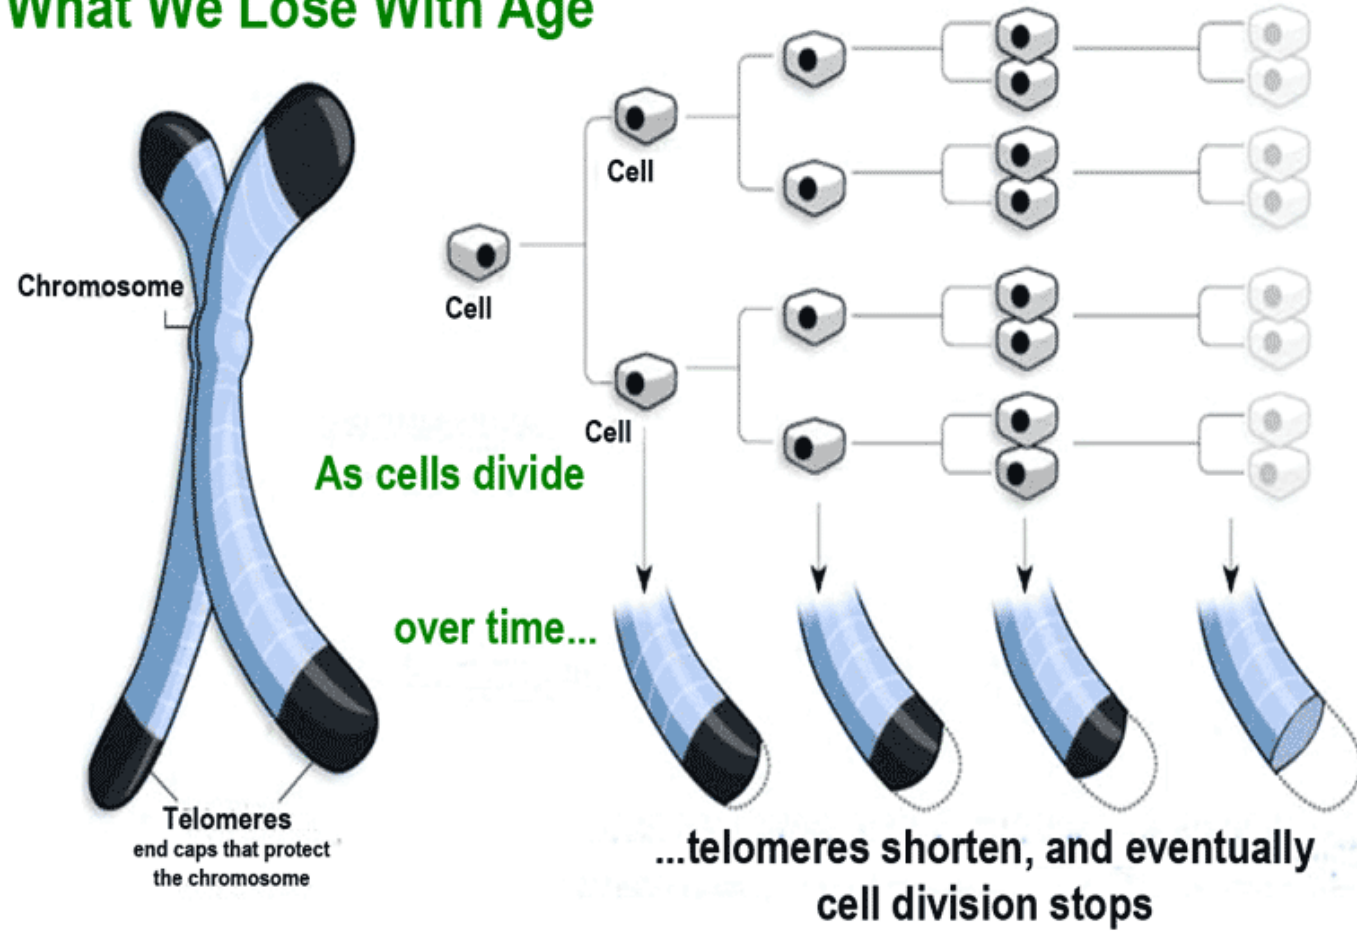 What We Lose With Age
Cell
Chromosome
Cell
Cell
As cells divide
over time...
Telomeres
end caps that protect
the chromosome
...telomeres shorten, and eventually
cell division stops